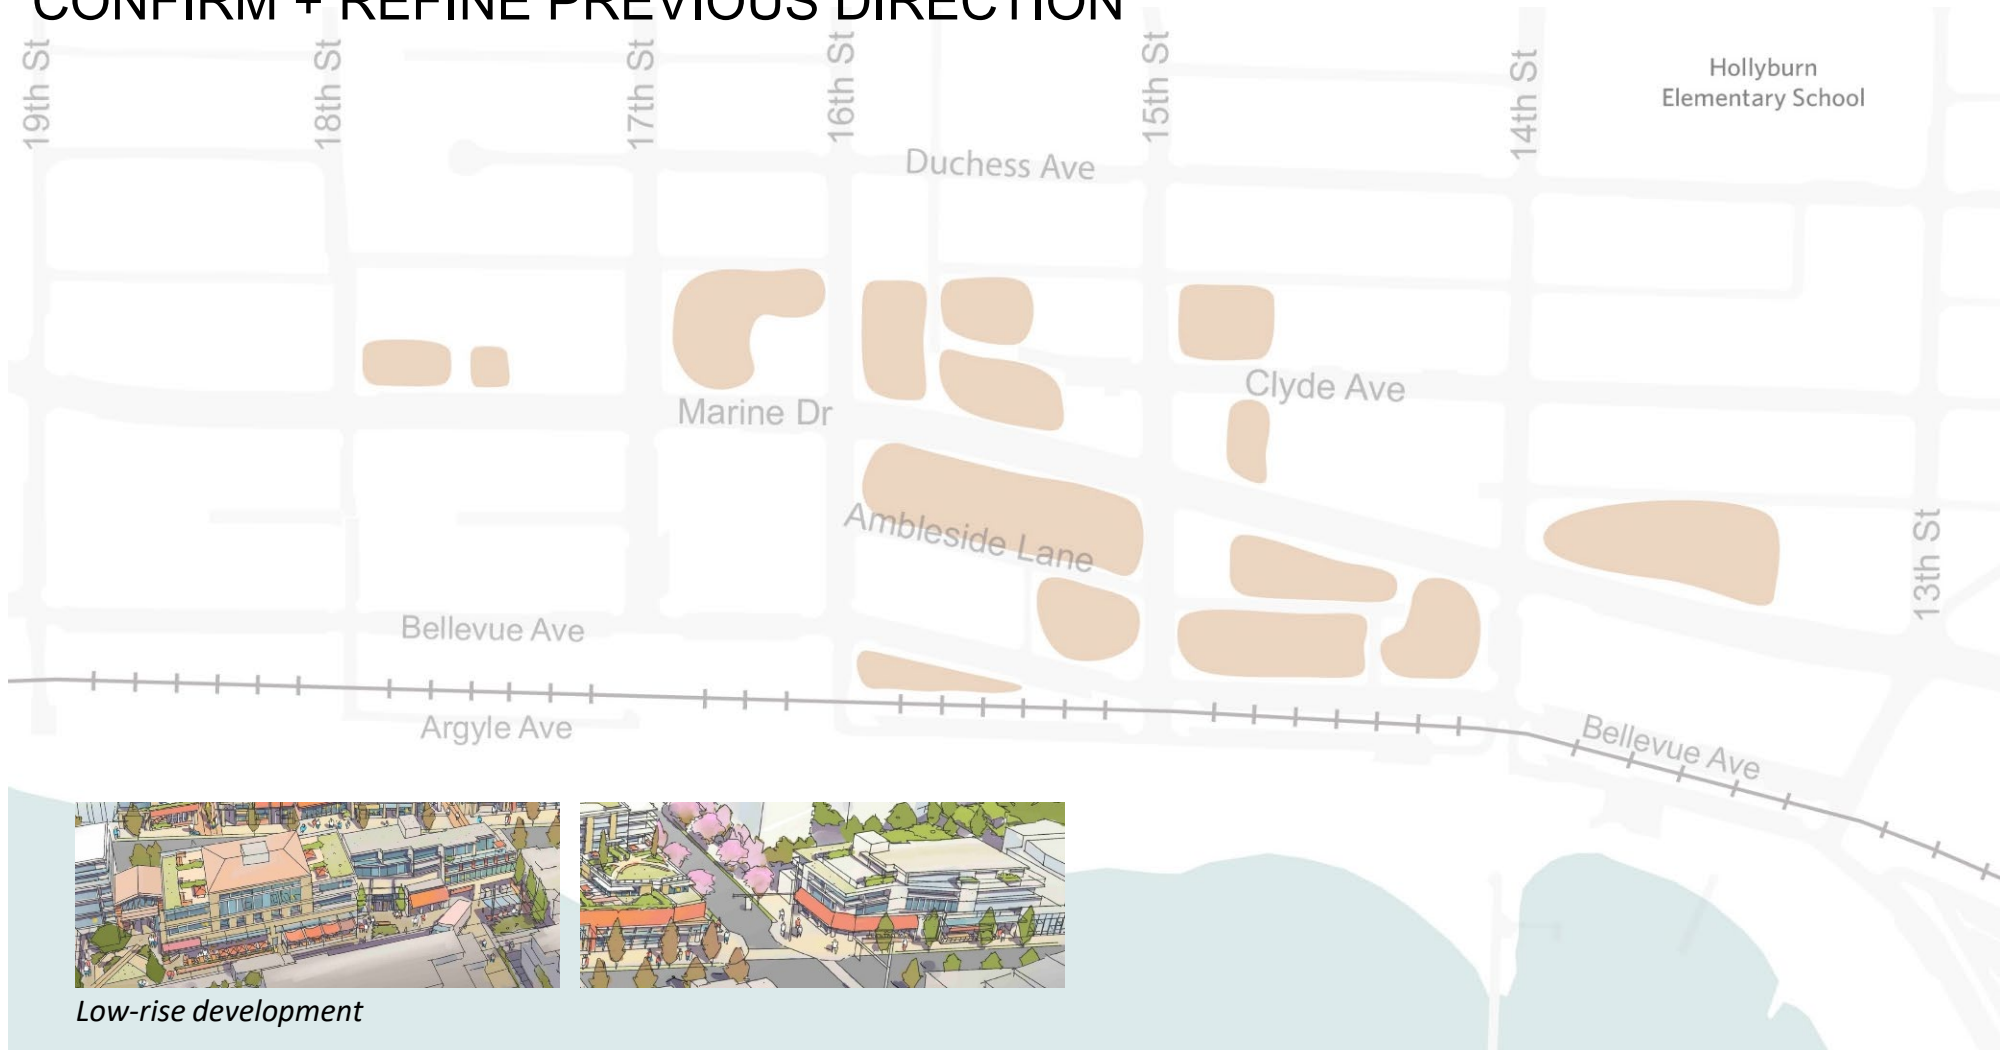 CONFIRM + REFINE PREVIOUS DIRECTION
19th St
18th St
17th St
16th St
15th St
14th St
Hollyburn
Elementary School
Duchess Ave
Clyde Ave
Marine Dr
Ambleside Lane
13th St
Bellevue Ave
Argyle Ave
Bellevue Ave
Low-rise development